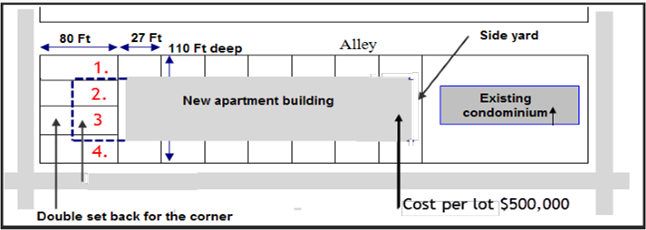 80 Ft
27 Ft
110 Ft deep
Alley
Side yard
1.
2.
3
4.
New apartment building
Existing
condominium
Cost per lot $500,000
Double set back for the corner